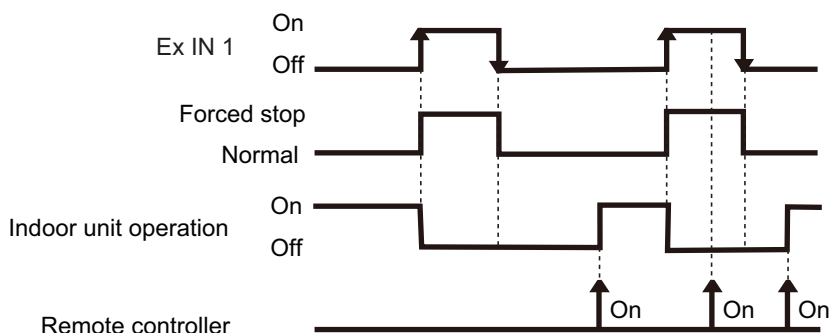 On
Ex IN 1
Off
Forced stop
Normal
On
Indoor unit operation
Off
On
On
On
Remote controller